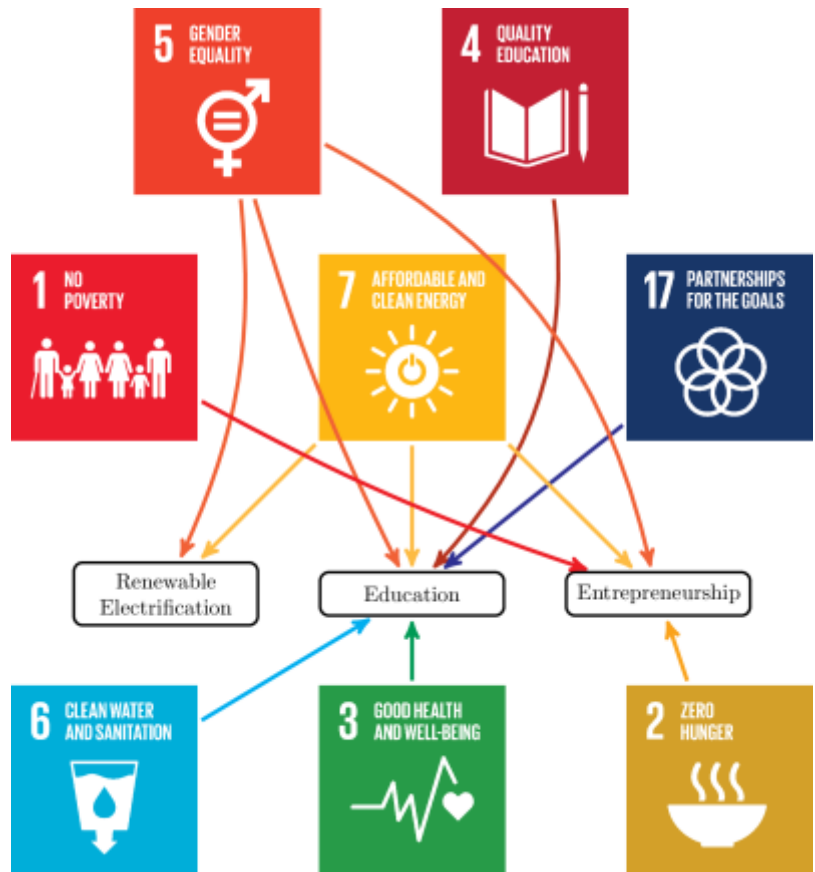 5 GENDER
EQUALITY
4 QUALITY
EDUCATION
1 NO
POVERTY
7 AFFORDABLE AND
CLEAN ENERGY
17 PARTNERSHIPS
FOR THE GOALS
Renewable
Electrification
Education
Entrepreneurship
6 CLEAN WATER
AND SANITATION
3 GOOD HEALTH
AND WELL-BEING
2 ZERO
HUNGER